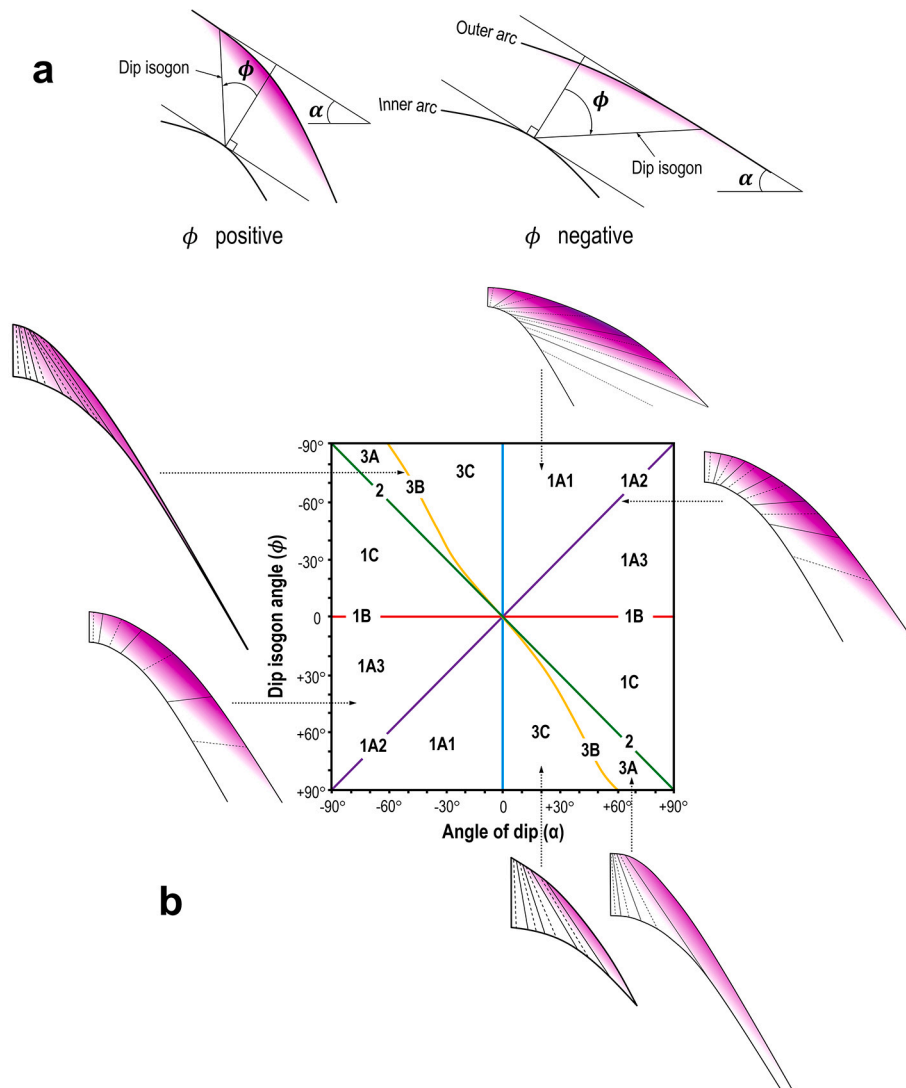 a
Dip isogon
ϕ
α
ϕ positive
Outer arc
Inner arc
ϕ
Dip isogon
α
ϕ negative
Dip isogon angle (ϕ)
-90°
-60°
-30°
0
+30°
+60°
+90°
3A
2
3B
3C
1A1
1A2
1C
1A3
1B
1B
1A3
1C
1A2
1A1
3C
3B
2
3A
-90°
-60°
-30°
0
+30°
+60°
+90°
Angle of dip (α)
b